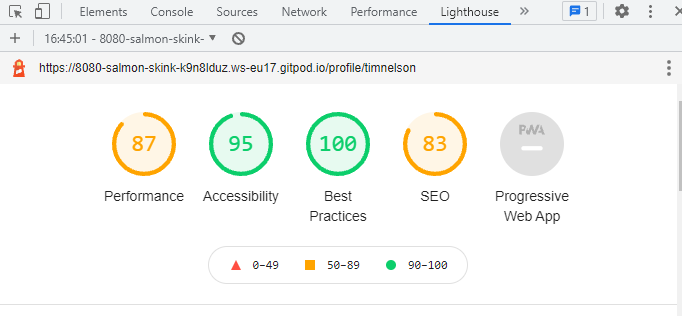 Elements Console Sources Network Performance Lighthouse » 1
16:45:01 - 8080-salmon-skink-
https://8080-salmon-skink-k9n8lduz.ws-eu17.gitpod.io/profile/timnelson
87 95 100 83 PWA
Performance Accessibility Best Practices SEO Progressive Web App
0–49 50–89 90–100